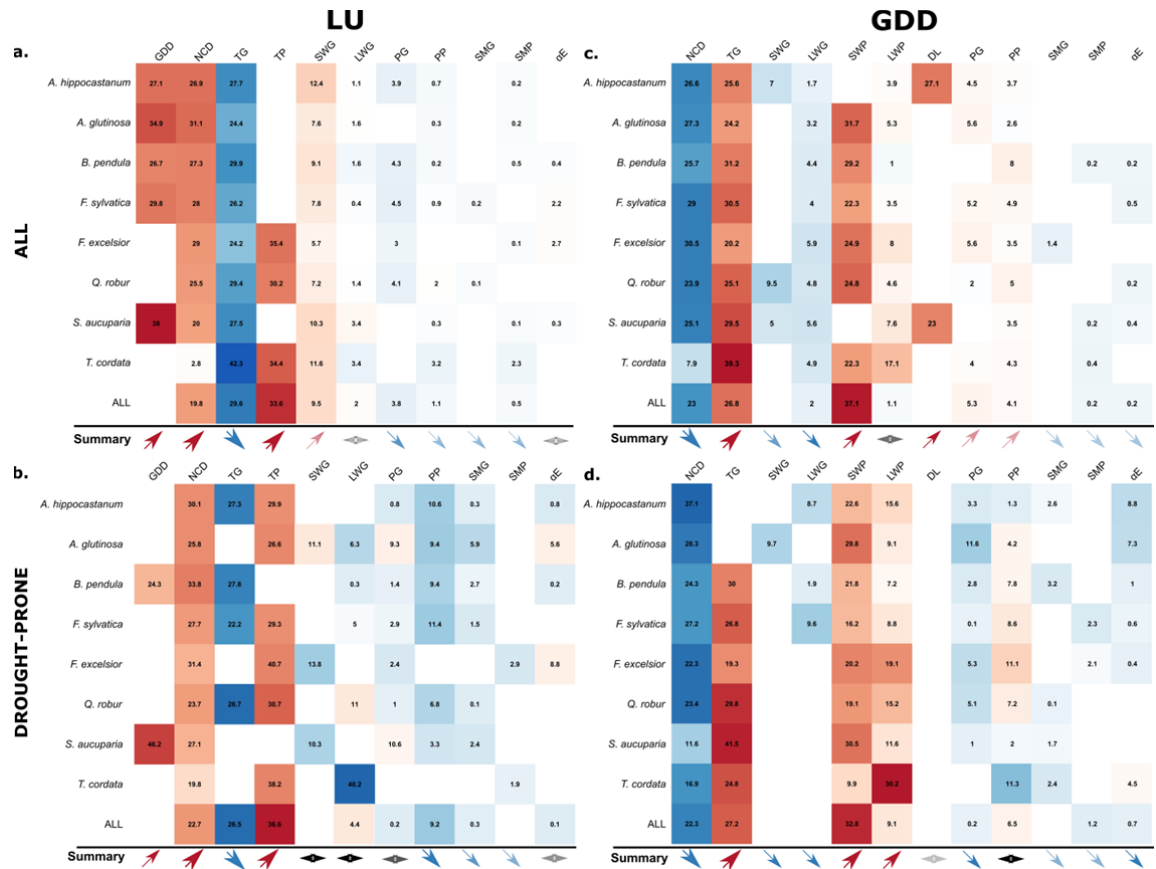 LU
GDD
a.
GDD NCD TG TP SWG LWG PG PP SMG SMP αE
A. hippocastanum 27.1 26.9 27.7 12.4 1.1 3.9 0.7 0.2
A. glutinosa 34.9 31.1 24.4 7.6 1.6 0.3 0.2
B. pendula 26.7 27.3 29.9 9.1 1.6 4.3 0.2 0.5 0.4
F. sylvatica 29.8 28 26.2 7.8 0.4 4.5 0.9 0.2 2.2
F. excelsior 29 24.2 35.4 5.7 3 0.1 2.7
Q. robur 25.5 29.4 30.2 7.2 1.4 4.1 2 0.1
S. aucuparia 38 20 27.5 10.3 3.4 0.3 0.1 0.3
T. cordata 2.8 42.3 34.4 11.6 3.4 3.2 2.3
ALL 19.8 29.6 33.6 9.5 2 3.8 1.1 0.5
Summary
ALL
c.
NCD TG SWG LWG SWP LWP DL PG PP SMG SMP αE
26.6 25.6 7 1.7 3.9 27.1 4.5 3.7
27.3 24.2 3.2 31.7 5.3 5.6 2.6
25.7 31.2 4.4 29.2 1 8 0.2 0.2
29 30.5 4 22.3 3.5 5.2 4.9 0.5
30.5 20.2 5.9 24.9 8 5.6 3.5 1.4
23.9 25.1 9.5 4.8 24.8 4.6 2 5 0.2
25.1 29.5 5 5.6 7.6 23 3.5 0.2 0.4
7.9 39.3 4.9 22.3 17.1 4 4.3 0.4
23 26.8 2 37.1 1.1 5.3 4.1 0.2 0.2
b.
GDD NCD TG TP SWG LWG PG PP SMG SMP αE
A. hippocastanum 30.1 27.3 29.9 0.8 10.6 0.3 0.8
A. glutinosa 25.8 26.6 11.1 6.3 9.3 9.4 5.9 5.6
B. pendula 24.3 33.8 27.8 0.3 1.4 9.4 2.7 0.2
F. sylvatica 27.7 22.2 29.3 5 2.9 11.4 1.5
F. excelsior 31.4 40.7 13.8 2.4 2.9 8.8
Q. robur 23.7 26.7 30.7 11 1 6.8 0.1
S. aucuparia 46.2 27.1 10.3 10.6 3.3 2.4
T. cordata 19.8 38.2 40.2 1.9
ALL 22.7 26.5 36.6 4.4 0.2 9.2 0.3 0.1
Summary
DROUGHT-PRONE
d.
NCD TG SWG LWG SWP LWP DL PG PP SMG SMP αE
37.1 8.7 22.6 15.6 3.3 1.3 2.6 8.8
28.3 9.7 29.8 9.1 11.6 4.2 7.3
24.3 30 1.9 21.8 7.2 2.8 7.8 3.2 1
27.2 26.8 9.6 16.2 8.8 0.1 8.6 2.3 0.6
22.3 19.3 20.2 19.1 5.3 11.1 2.1 0.4
23.4 29.8 19.1 15.2 5.1 7.2 0.1
11.6 41.5 30.5 11.6 1 2 1.7
16.9 24.8 9.9 30.2 11.3 2.4 4.5
22.3 27.2 32.8 9.1 0.2 6.5 1.2 0.7